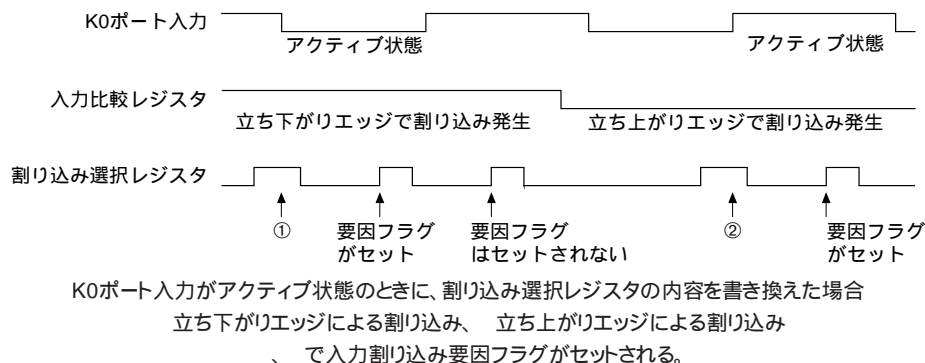 K0ポート入力
アクティブ状態
アクティブ状態
入力比較レジスタ
立ち下がりエッジで割り込み発生
立ち上がりエッジで割り込み発生
割り込み選択レジスタ
①
要因フラグ
がセット
要因フラグ
はセットされない
②
要因フラグ
がセット
K0ポート入力がアクティブ状態のときに、割り込み選択レジスタの内容を書き換えた場合
立ち下がりエッジによる割り込み、 立ち上がりエッジによる割り込み
、 で入力割り込み要因フラグがセットされる。